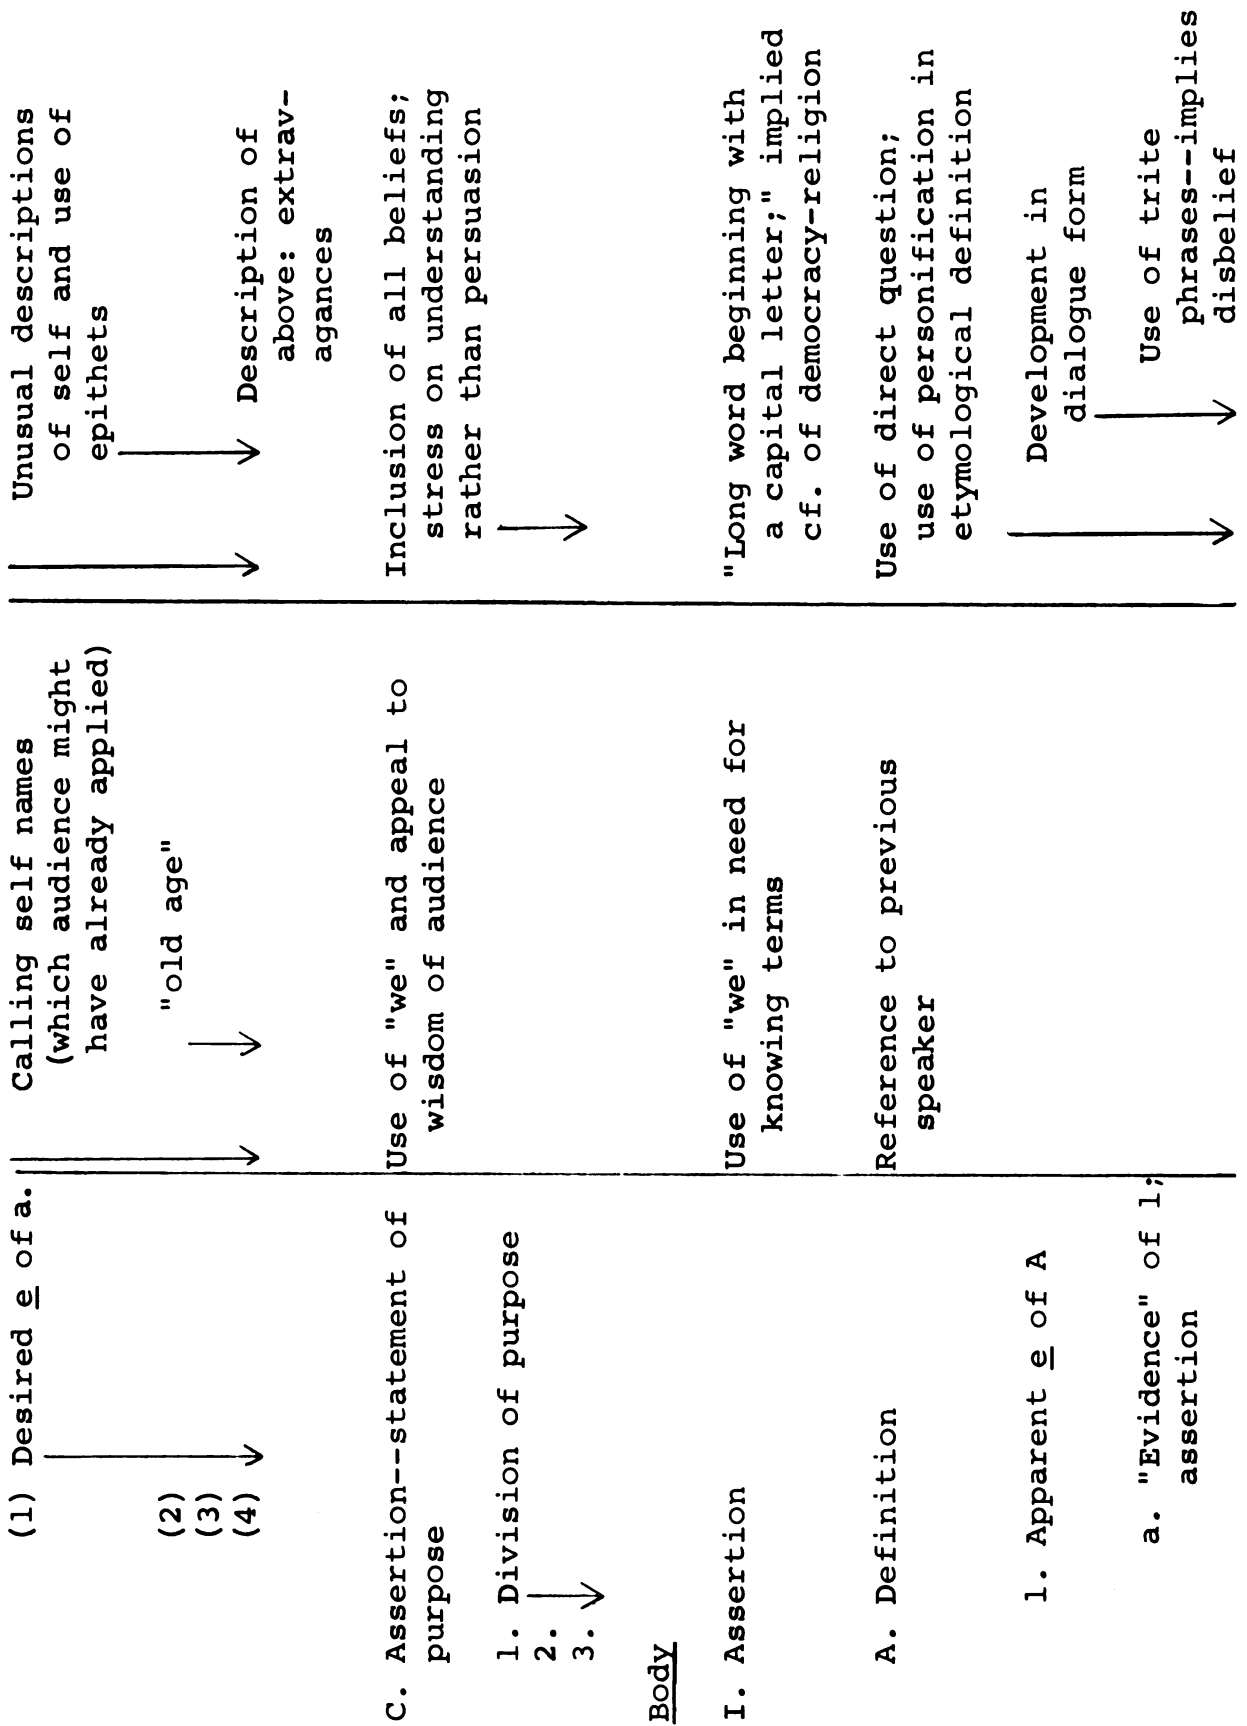 (1) Desired e of a.
(2)
(3)
(4)
C. Assertion--statement of
purpose
1. Division of purpose
2.
3.
Body
I. Assertion
A. Definition
1. Apparent e of A
a. "Evidence" of 1;
assertion
Calling self names
(which audience might
have already applied)
"old age"
Use of "we" and appeal to
wisdom of audience
Use of "we" in need for
knowing terms
Reference to previous
speaker
Unusual descriptions
of self and use of
epithets
Description of
above: extrav-
agances
Inclusion of all beliefs;
stress on understanding
rather than persuasion
"Long word beginning with
a capital letter;" implied
cf. of democracy-religion
Use of direct question;
use of personification in
etymological definition
Development in
dialogue form
Use of trite
phrases--implies
disbelief